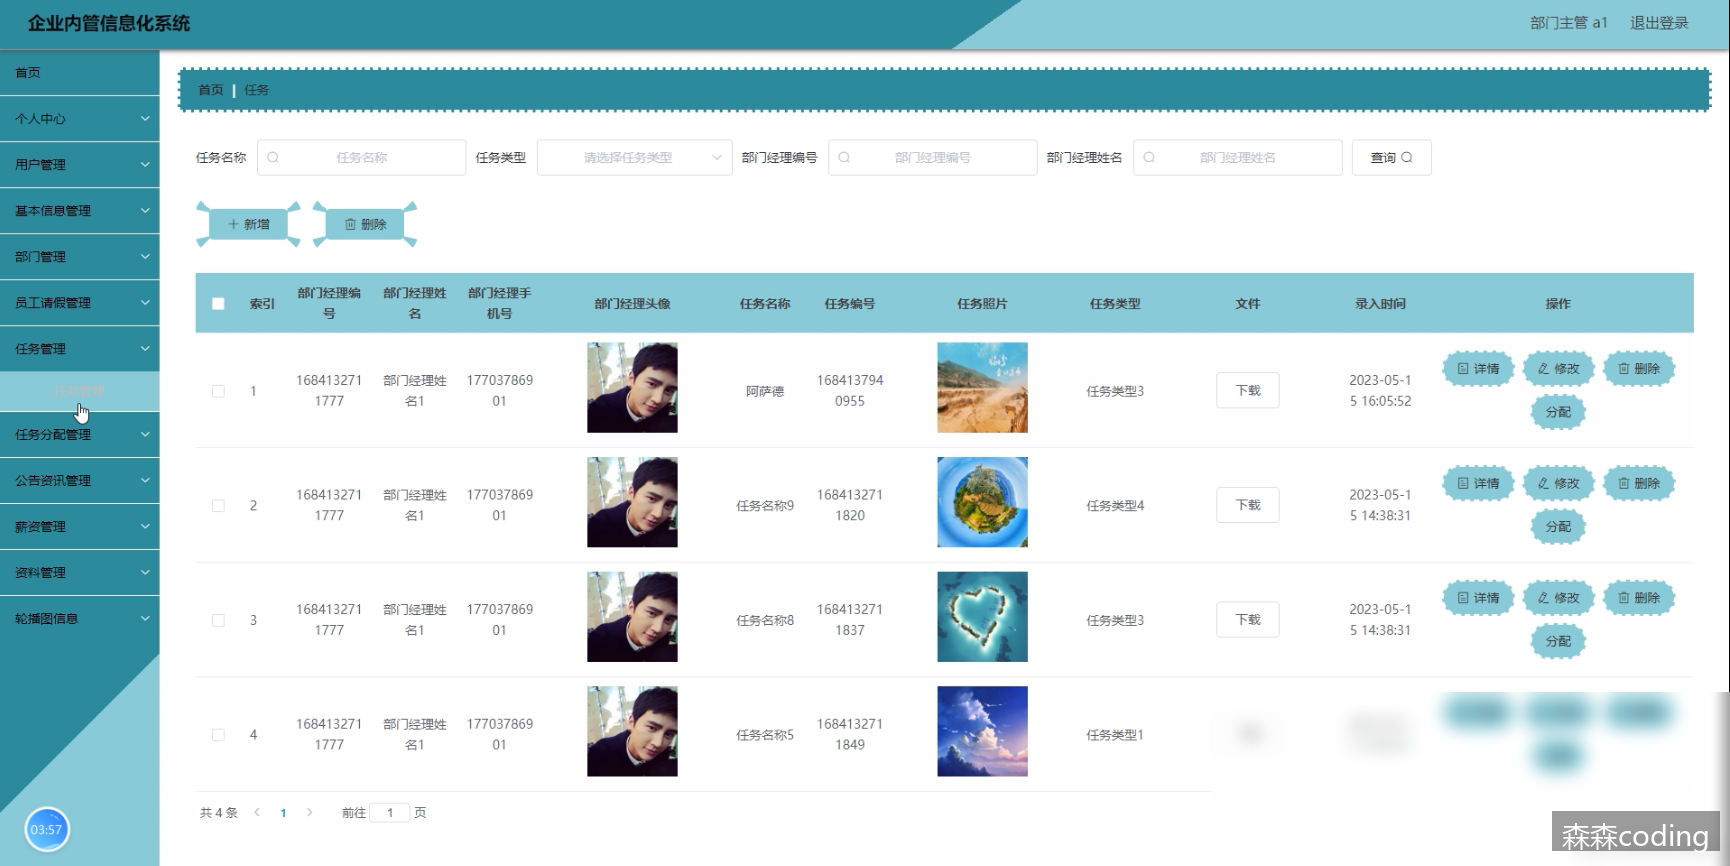 企业内管信息化系统
部门主管 a1 退出登录
首页
个人中心
用户管理
基本信息管理
部门管理
员工请假管理
任务管理
任务分配管理
公告资讯管理
薪资管理
资料管理
轮播图信息
03:57
首页 | 任务
任务名称 任务名称 任务类型 请选择任务类型 部门经理编号 部门经理编号 部门经理姓名 部门经理姓名 查询
新增 删除
索引 部门经理编号 部门经理姓名 部门经理手机号 部门经理头像 任务名称 任务编号 任务照片 任务类型 文件 录入时间 操作
1 1684132711777 部门经理姓名1 17703786901 阿萨德 1684137940955 任务类型3 下载 2023-05-15 16:05:52 详情 修改 删除 分配
2 1684132711777 部门经理姓名1 17703786901 任务名称9 1684132711820 任务类型4 下载 2023-05-15 14:38:31 详情 修改 删除 分配
3 1684132711777 部门经理姓名1 17703786901 任务名称8 1684132711837 任务类型3 下载 2023-05-15 14:38:31 详情 修改 删除 分配
4 1684132711777 部门经理姓名1 17703786901 任务名称5 1684132711849 任务类型1
共 4 条 1 前往 1 页
森森coding